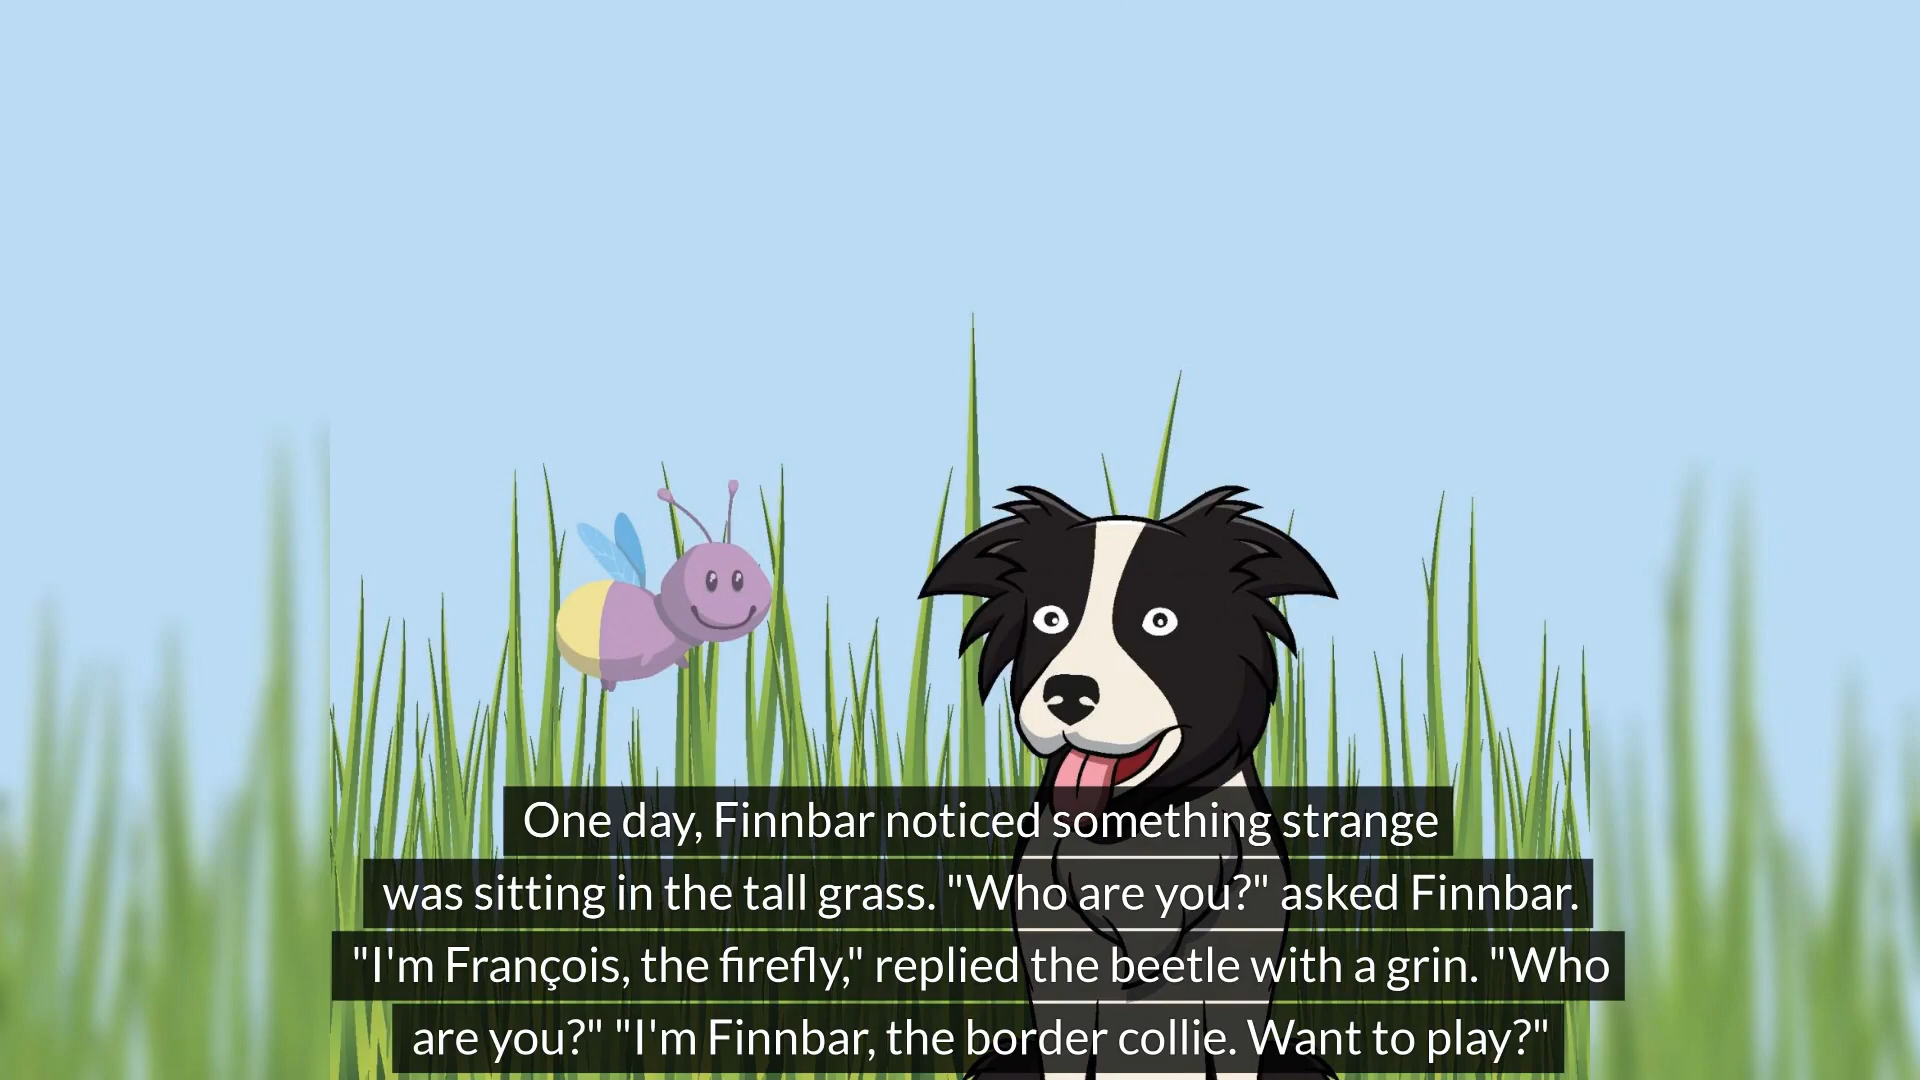 One day, Finnbar noticed something strange
was sitting in the tall grass. "Who are you?" asked Finnbar.
"I'm François, the firefly," replied the beetle with a grin. "Who
are you?" "I'm Finnbar, the border collie. Want to play?"